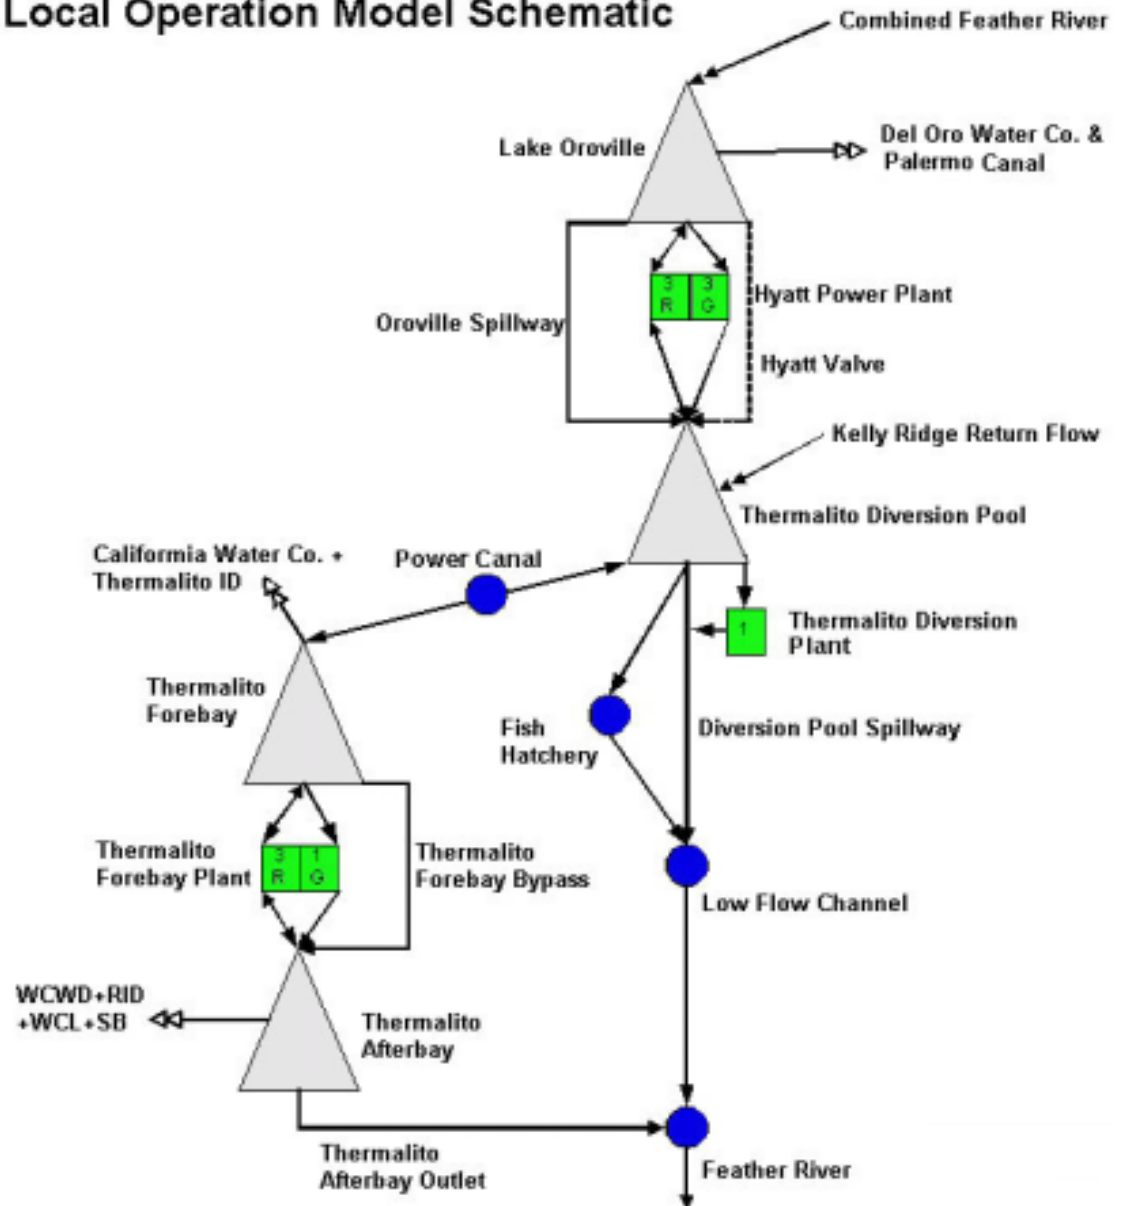 Local Operation Model Schematic
Combined Feather River
Lake Oroville
Del Oro Water Co. &
Palermo Canal
3 3
R G
Hyatt Power Plant
Oroville Spillway
Hyatt Valve
Kelly Ridge Return Flow
Thermalito Diversion Pool
California Water Co. +
Thermalito ID
Power Canal
1
Thermalito Diversion
Plant
Thermalito
Forebay
Fish
Hatchery
Diversion Pool Spillway
Thermalito
Forebay Plant
3 1
R G
Thermalito
Forebay Bypass
Low Flow Channel
WCWD+RID
+WCL+SB
Thermalito
Afterbay
Thermalito
Afterbay Outlet
Feather River